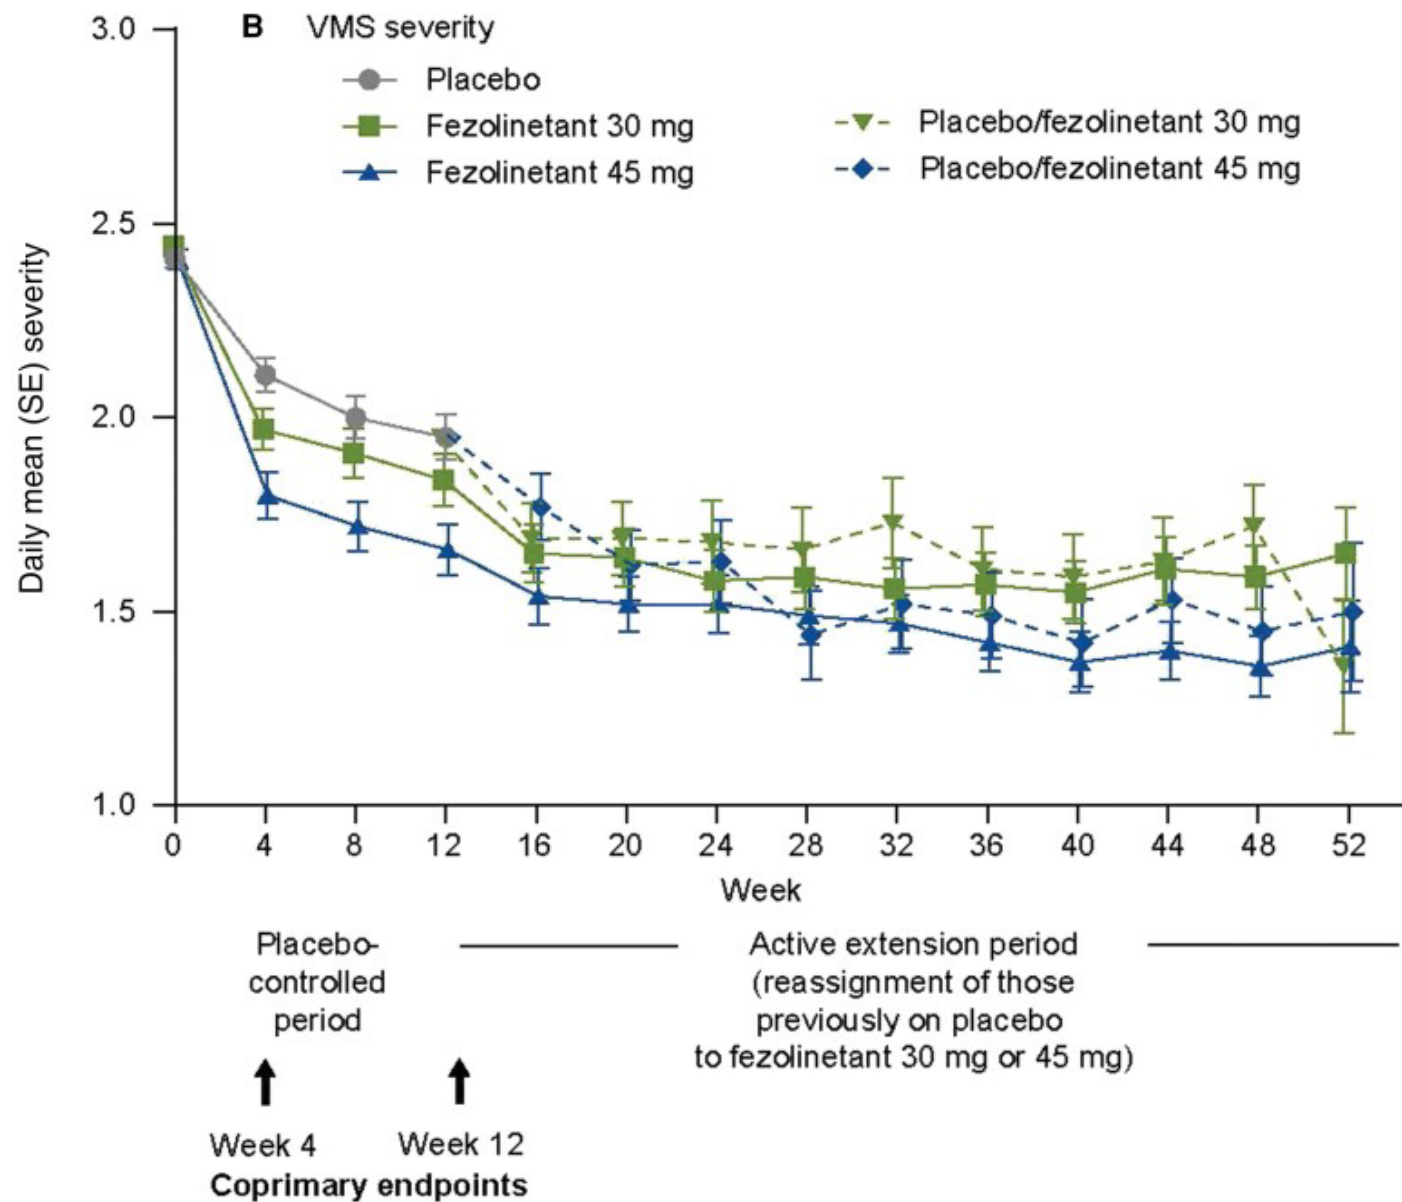 B VMS severity
Placebo
Fezolinetant 30 mg
Fezolinetant 45 mg
Placebo/fezolinetant 30 mg
Placebo/fezolinetant 45 mg
Daily mean (SE) severity
3.0
2.5
2.0
1.5
1.0
0 4 8 12 16 20 24 28 32 36 40 44 48 52
Week
Placebo-
controlled
period
Active extension period
(reassignment of those
previously on placebo
to fezolinetant 30 mg or 45 mg)
Week 4 Week 12
Coprimary endpoints